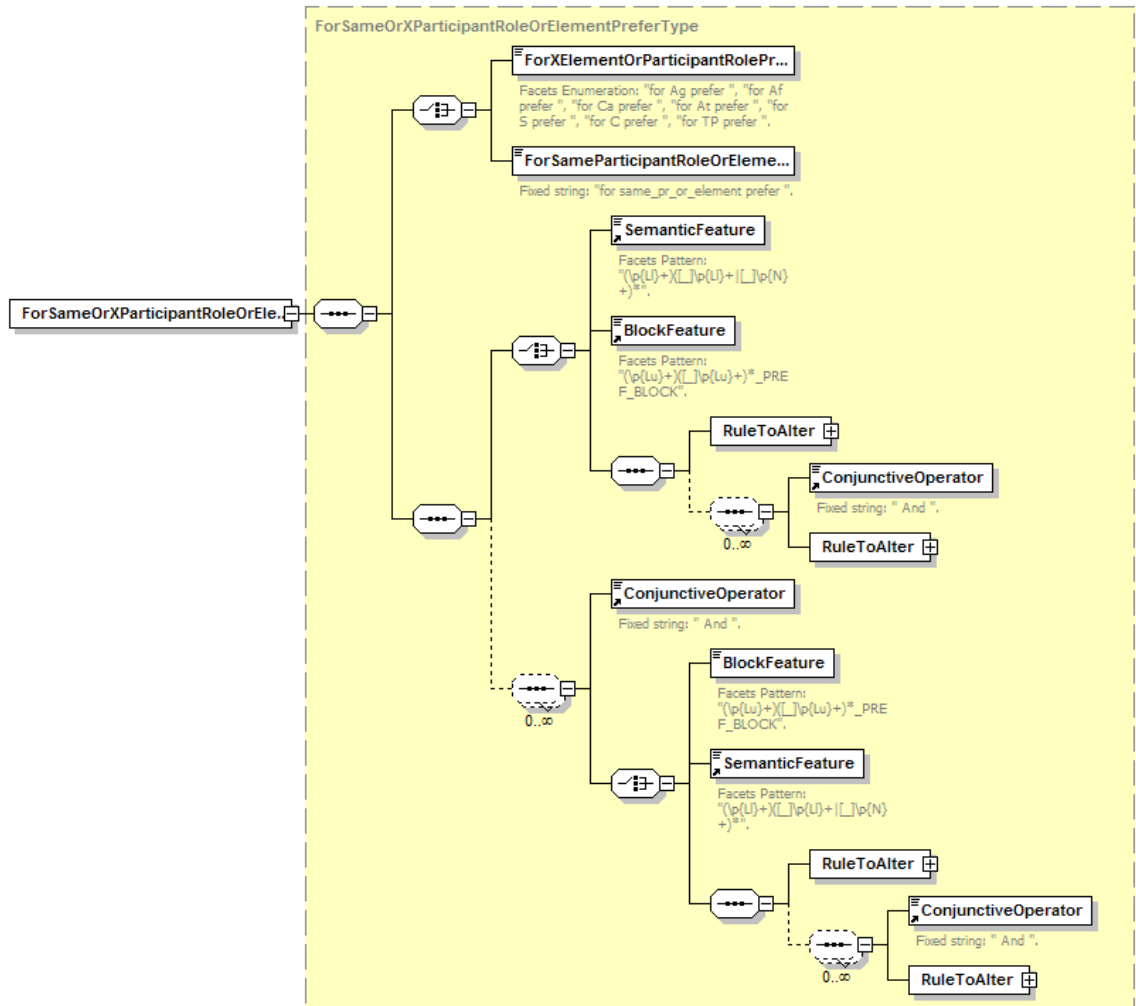 ForSameOrXParticipantRoleOrElementPreferType
ForXElementOrParticipantRolePr...
Facets Enumeration: "for Ag prefer ", "for Af
prefer ", "for Ca prefer ", "for At prefer ", "for
S prefer ", "for C prefer ", "for TP prefer ".
ForSameParticipantRoleOrEleme...
Fixed string: "for same_pr_or_element prefer ".
SemanticFeature
Facets Pattern:
"(\p{Ll}+)([_]\p{Ll}+|[_]\p{N}
+)*".
ForSameOrXParticipantRoleOrEle...
BlockFeature
Facets Pattern:
"(\p{Lu}+)([_]\p{Lu}+)*_PRE
F_BLOCK".
RuleToAlter
ConjunctiveOperator
Fixed string: " And ".
0..∞
RuleToAlter
ConjunctiveOperator
Fixed string: " And ".
0..∞
BlockFeature
Facets Pattern:
"(\p{Lu}+)([_]\p{Lu}+)*_PRE
F_BLOCK".
SemanticFeature
Facets Pattern:
"(\p{Ll}+)([_]\p{Ll}+|[_]\p{N}
+)*".
RuleToAlter
ConjunctiveOperator
Fixed string: " And ".
0..∞
RuleToAlter